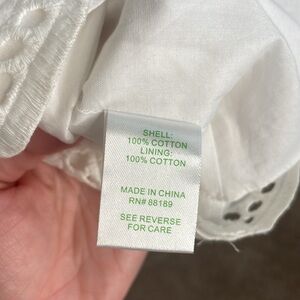 SHELL:
100% COTTON
LINING:
100% COTTON
MADE IN CHINA
RN# 88189
SEE REVERSE
FOR CARE